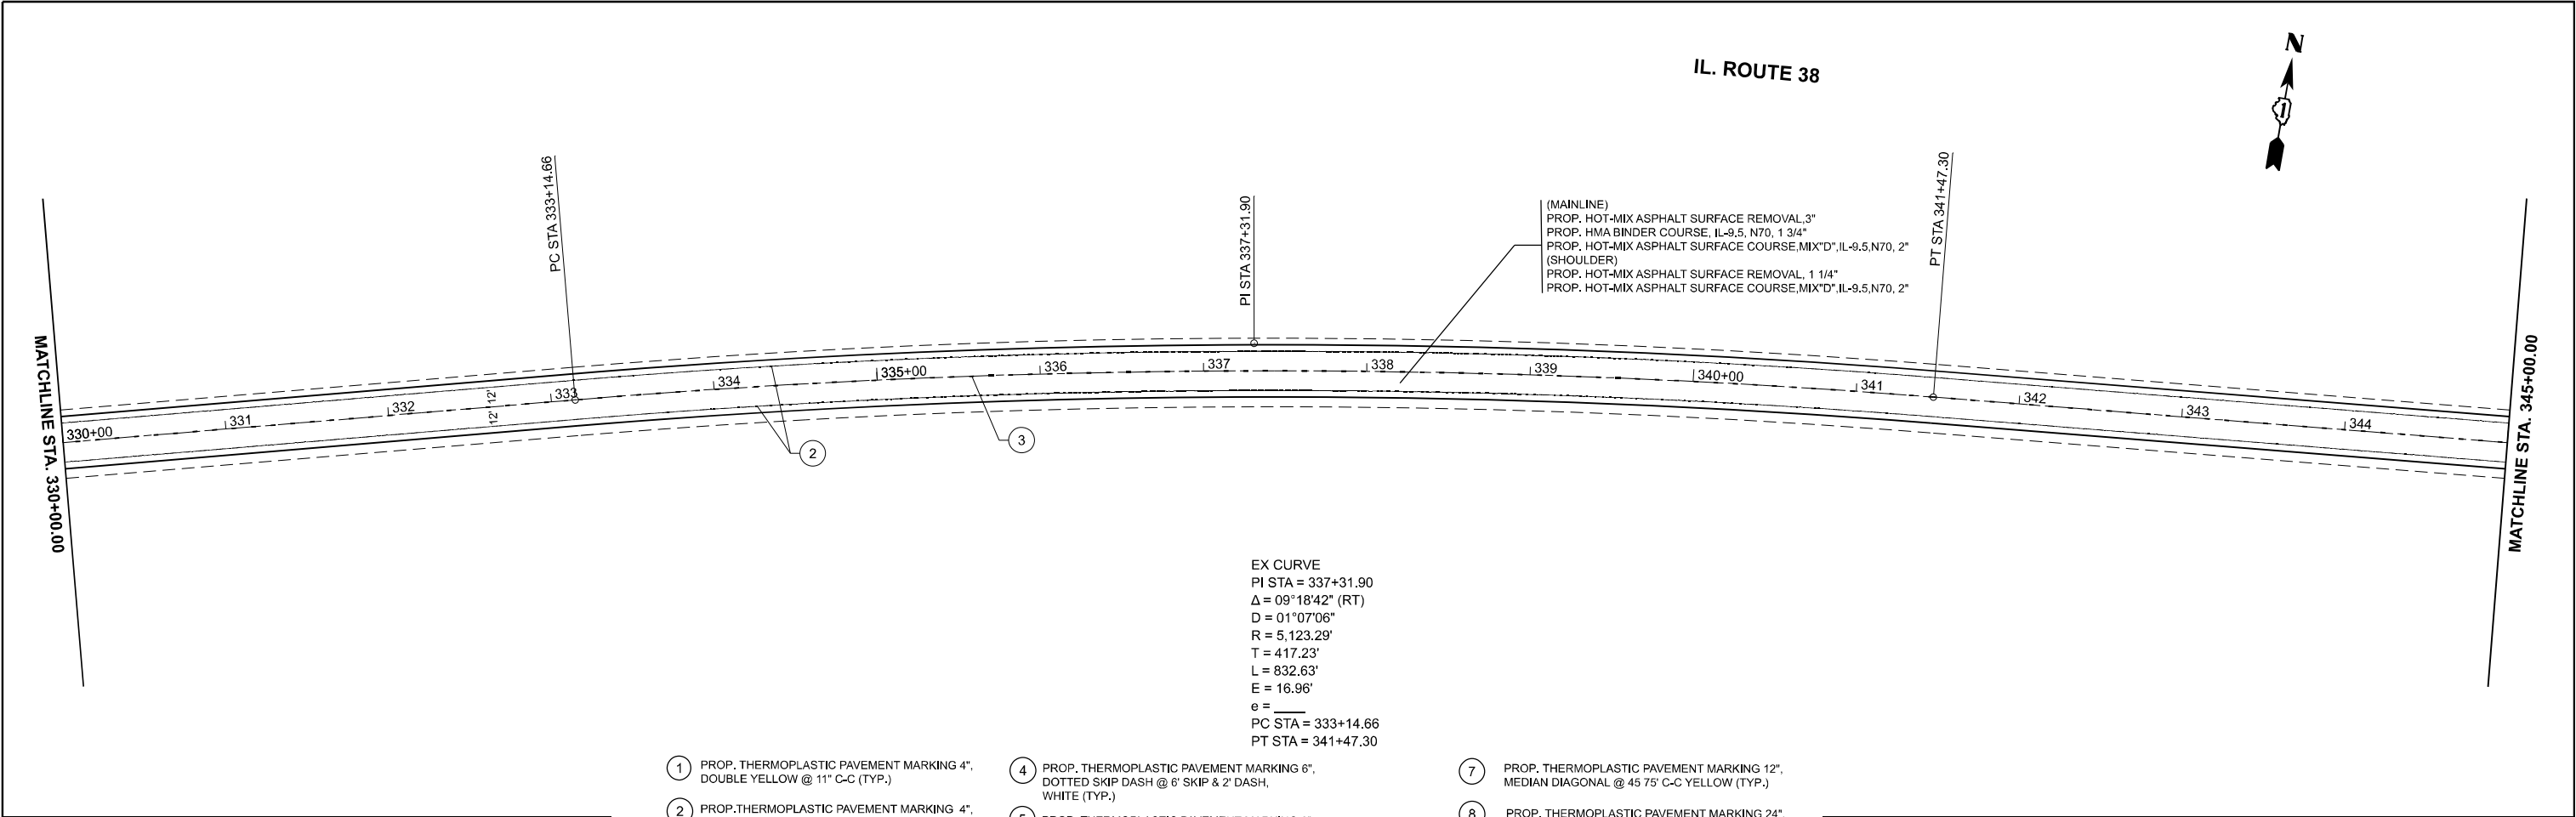 IL. ROUTE 38
N
1
PC STA 333+14.66
PI STA 337+31.90
PT STA 341+47.30
(MAINLINE)
PROP. HOT-MIX ASPHALT SURFACE REMOVAL,3"
PROP. HMA BINDER COURSE, IL-9.5, N70, 1 3/4"
PROP. HOT-MIX ASPHALT SURFACE COURSE,MIX"D",IL-9.5,N70, 2"
(SHOULDER)
PROP. HOT-MIX ASPHALT SURFACE REMOVAL, 1 1/4"
PROP. HOT-MIX ASPHALT SURFACE COURSE,MIX"D",IL-9.5,N70, 2"
MATCHLINE STA. 330+00.00
330+00
331
332
12' 12'
333
334
335+00
336
337
338
339
340+00
341
342
343
344
MATCHLINE STA. 345+00.00
2
3
EX CURVE
PI STA = 337+31.90
Δ = 09°18'42" (RT)
D = 01°07'06"
R = 5,123.29'
T = 417.23'
L = 832.63'
E = 16.96'
e = ____
PC STA = 333+14.66
PT STA = 341+47.30
1 PROP. THERMOPLASTIC PAVEMENT MARKING 4",
DOUBLE YELLOW @ 11" C-C (TYP.)
2 PROP.THERMOPLASTIC PAVEMENT MARKING 4",
4 PROP. THERMOPLASTIC PAVEMENT MARKING 6",
DOTTED SKIP DASH @ 6' SKIP & 2' DASH,
WHITE (TYP.)
5 PROP. THERMOPLASTIC PAVEMENT MARKING
7 PROP. THERMOPLASTIC PAVEMENT MARKING 12",
MEDIAN DIAGONAL @ 45 75' C-C YELLOW (TYP.)
8 PROP. THERMOPLASTIC PAVEMENT MARKING 24",